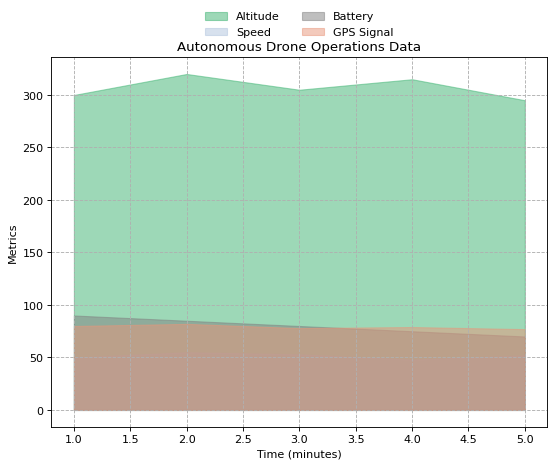 Altitude Battery
Speed GPS Signal
Autonomous Drone Operations Data
300
250
200
150
100
50
0
Metrics
1.0 1.5 2.0 2.5 3.0 3.5 4.0 4.5 5.0
Time (minutes)